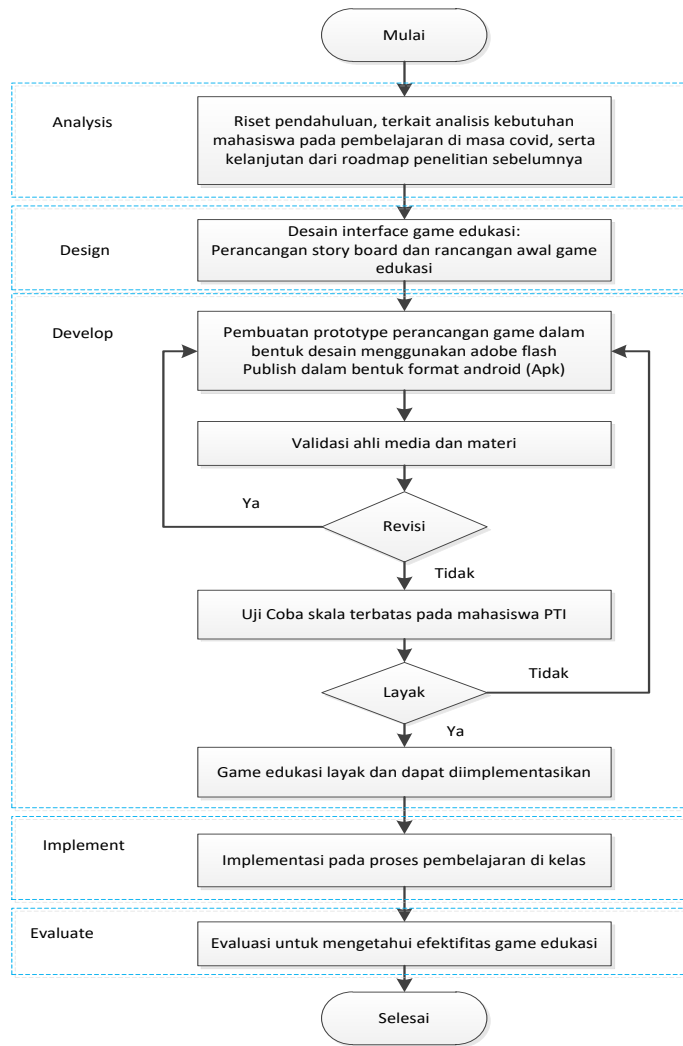 Mulai
Analysis
Riset pendahuluan, terkait analisis kebutuhan
mahasiswa pada pembelajaran di masa covid, serta
kelanjutan dari roadmap penelitian sebelumnya
Design
Desain interface game edukasi:
Perancangan story board dan rancangan awal game
edukasi
Develop
Pembuatan prototype perancangan game dalam
bentuk desain menggunakan adobe flash
Publish dalam bentuk format android (Apk)
Validasi ahli media dan materi
Ya
Revisi
Tidak
Uji Coba skala terbatas pada mahasiswa PTI
Layak
Tidak
Ya
Game edukasi layak dan dapat diimplementasikan
Implement
Implementasi pada proses pembelajaran di kelas
Evaluate
Evaluasi untuk mengetahui efektifitas game edukasi
Selesai